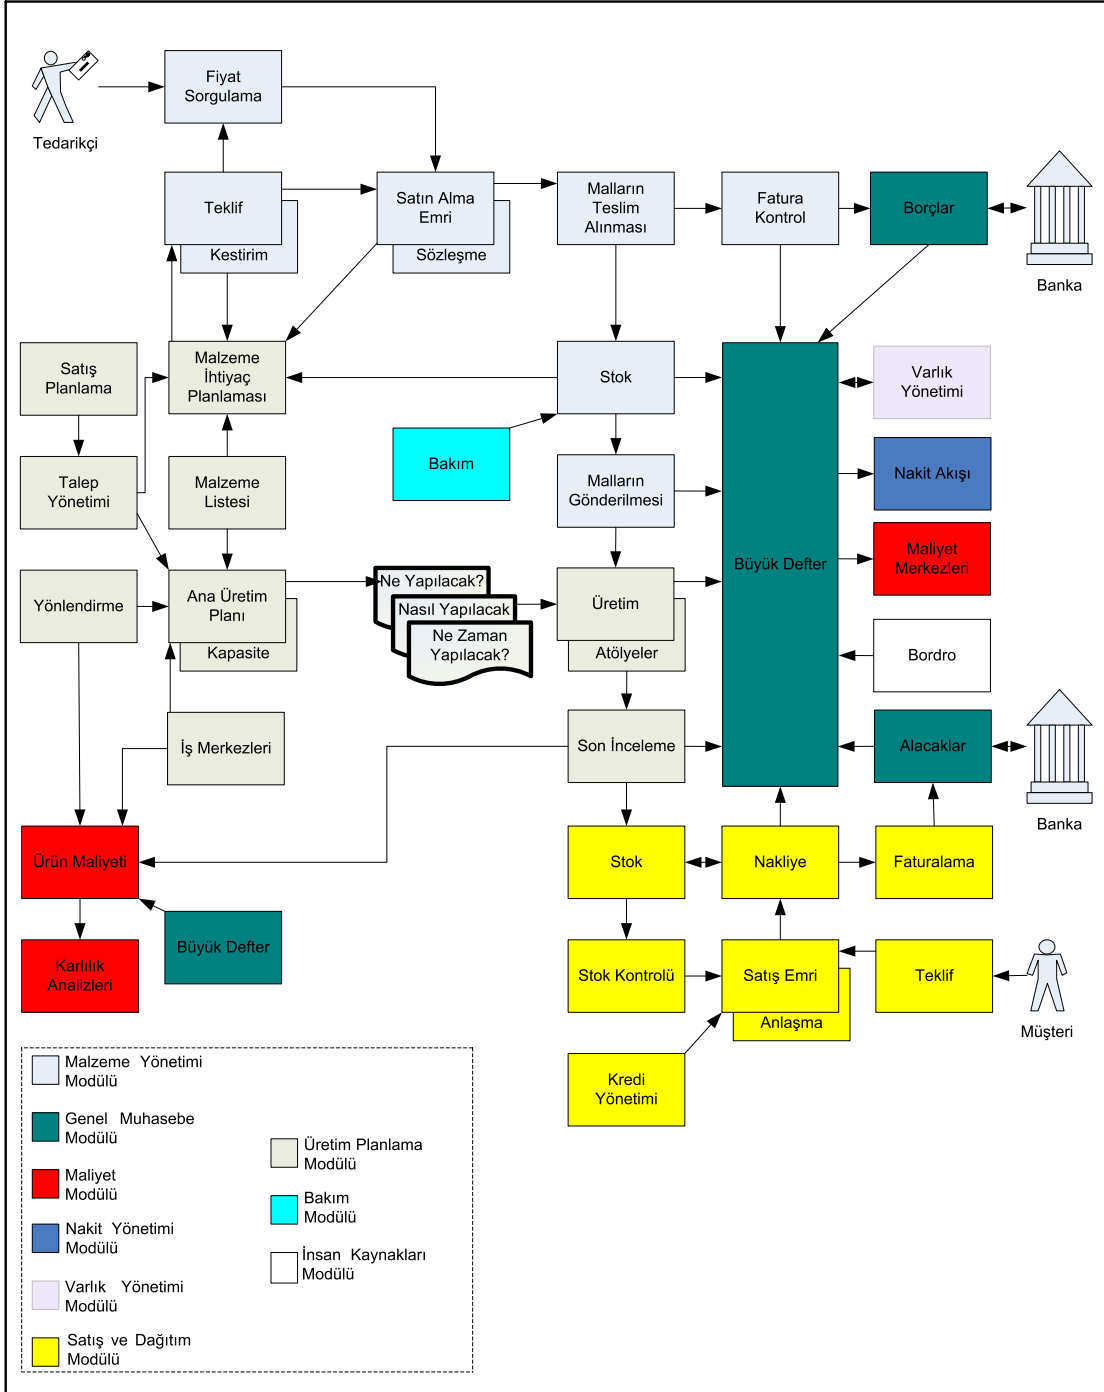 Fiyat
Sorgulama
Tedarikçi
Teklif
Kestirim
Satın Alma
Emri
Sözleşme
Malların
Teslim
Alınması
Fatura
Kontrol
Borçlar
Banka
Satış
Planlama
Malzeme
İhtiyaç
Planlaması
Stok
Varlık
Yönetimi
Bakım
Talep
Yönetimi
Malzeme
Listesi
Malların
Gönderilmesi
Nakit Akışı
Büyük Defter
Maliyet
Merkezleri
Yönlendirme
Ana Üretim
Planı
Kapasite
Ne Yapılacak?
Nasıl Yapılacak
Ne Zaman
Yapılacak?
Üretim
Atölyeler
Bordro
İş Merkezleri
Son İnceleme
Alacaklar
Banka
Ürün Maliyeti
Stok
Nakliye
Faturalama
Büyük Defter
Karlılık
Analizleri
Stok Kontrolü
Satış Emri
Anlaşma
Teklif
Müşteri
Kredi
Yönetimi
Malzeme Yönetimi
Modülü
Genel Muhasebe
Modülü
Maliyet
Modülü
Nakit Yönetimi
Modülü
Varlık Yönetimi
Modülü
Satış ve Dağıtım
Modülü
Üretim Planlama
Modülü
Bakım
Modülü
İnsan Kaynakları
Modülü